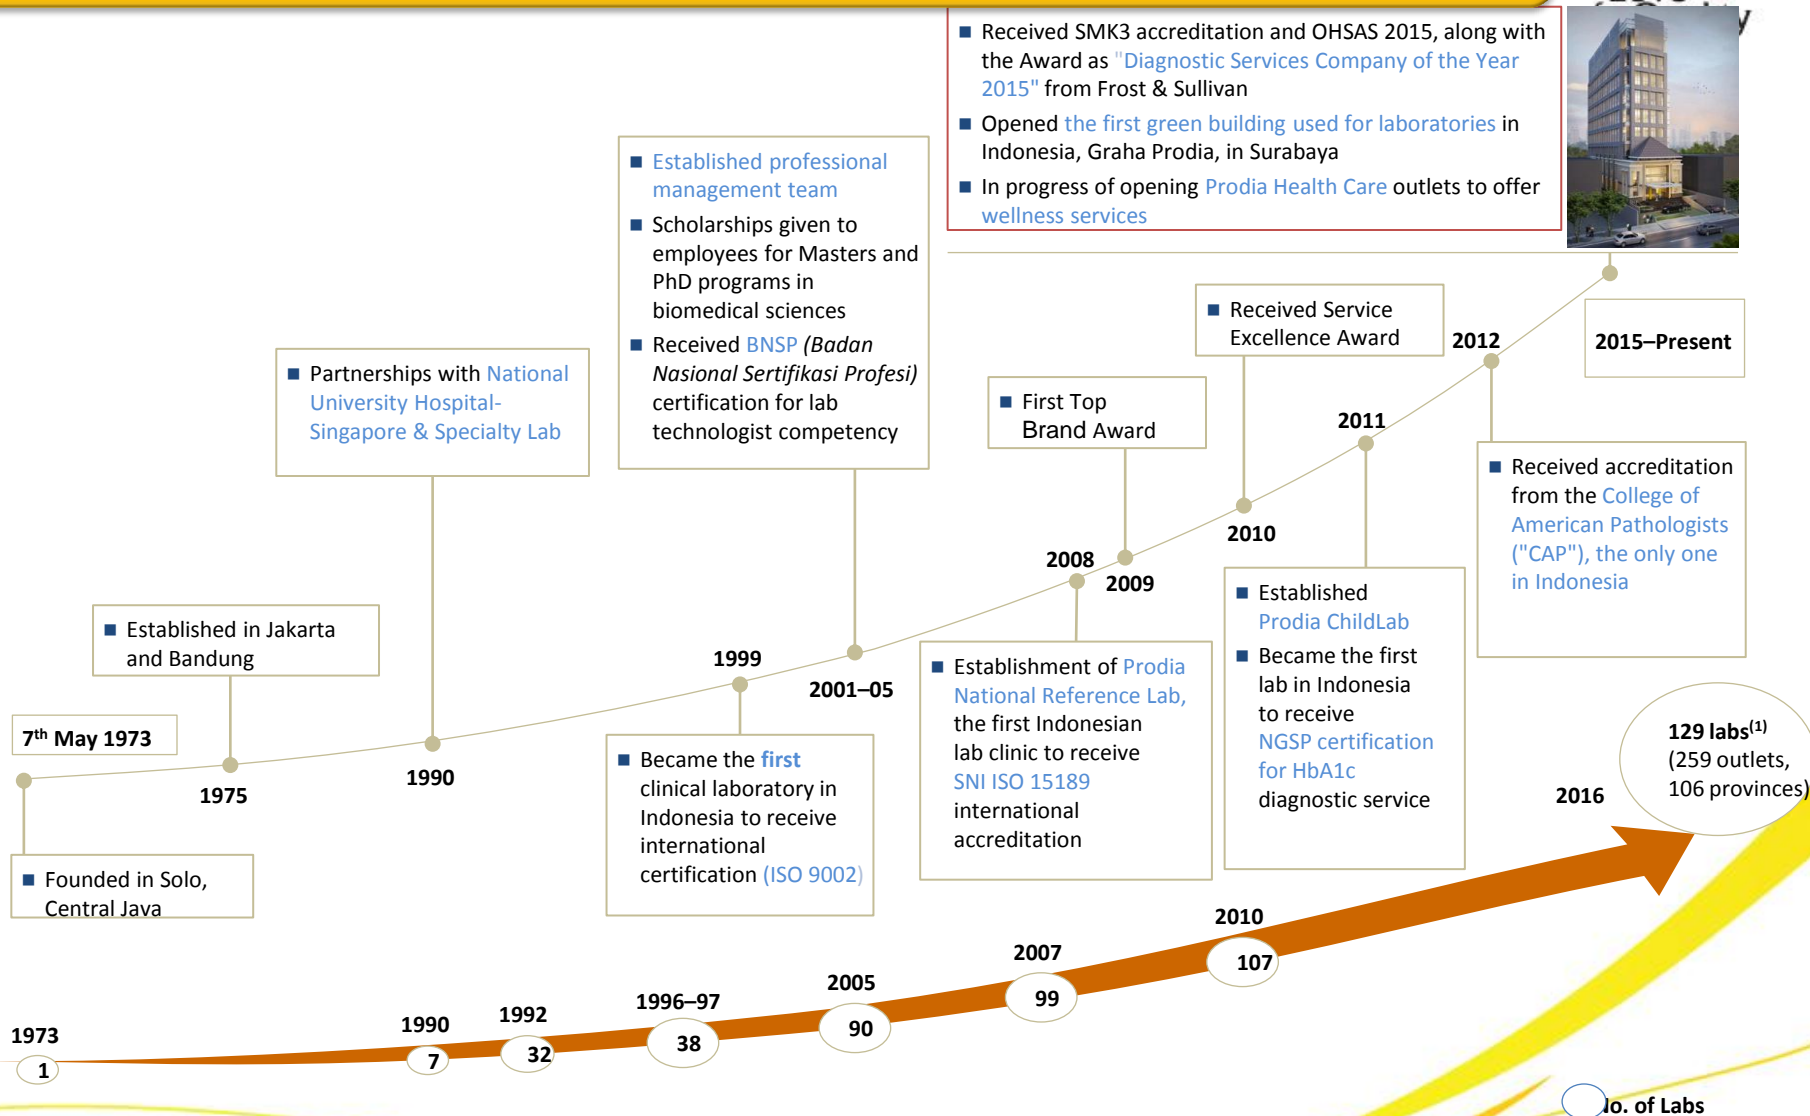 ■ Received SMK3 accreditation and OHSAS 2015, along with
the Award as "Diagnostic Services Company of the Year
2015" from Frost & Sullivan
■ Opened the first green building used for laboratories in
Indonesia, Graha Prodia, in Surabaya
■ In progress of opening Prodia Health Care outlets to offer
wellness services
■ Established professional
management team
■ Scholarships given to
employees for Masters and
PhD programs in
biomedical sciences
■ Received BNSP (Badan
Nasional Sertifikasi Profesi)
certification for lab
technologist competency
■ Partnerships with National
University Hospital-
Singapore & Specialty Lab
■ Received Service
Excellence Award
2012
2015–Present
■ First Top
Brand Award
2011
■ Received accreditation
from the College of
American Pathologists
("CAP"), the only one
in Indonesia
2010
2008
2009
■ Established
Prodia ChildLab
■ Became the first
lab in Indonesia
to receive
NGSP certification
for HbA1c
diagnostic service
■ Established in Jakarta
and Bandung
1999
2001–05
■ Establishment of Prodia
National Reference Lab,
the first Indonesian
lab clinic to receive
SNI ISO 15189
international
accreditation
7th May 1973
1975
1990
■ Became the first
clinical laboratory in
Indonesia to receive
international
certification (ISO 9002)
■ Founded in Solo,
Central Java
129 labs(1)
(259 outlets,
106 provinces)
2016
2010
107
2007
99
2005
90
1996–97
38
1992
32
1990
7
1973
1
No. of Labs